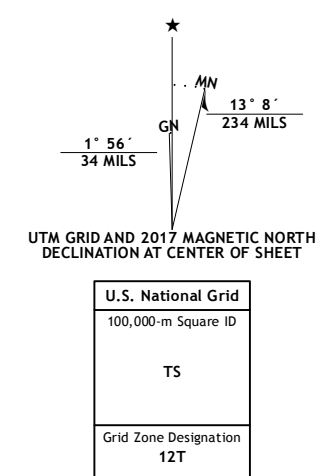 MN
GN
13° 8´
234 MILS
1° 56´
34 MILS
UTM GRID AND 2017 MAGNETIC NORTH
DECLINATION AT CENTER OF SHEET
U.S. National Grid
100,000-m Square ID
TS
Grid Zone Designation
12T